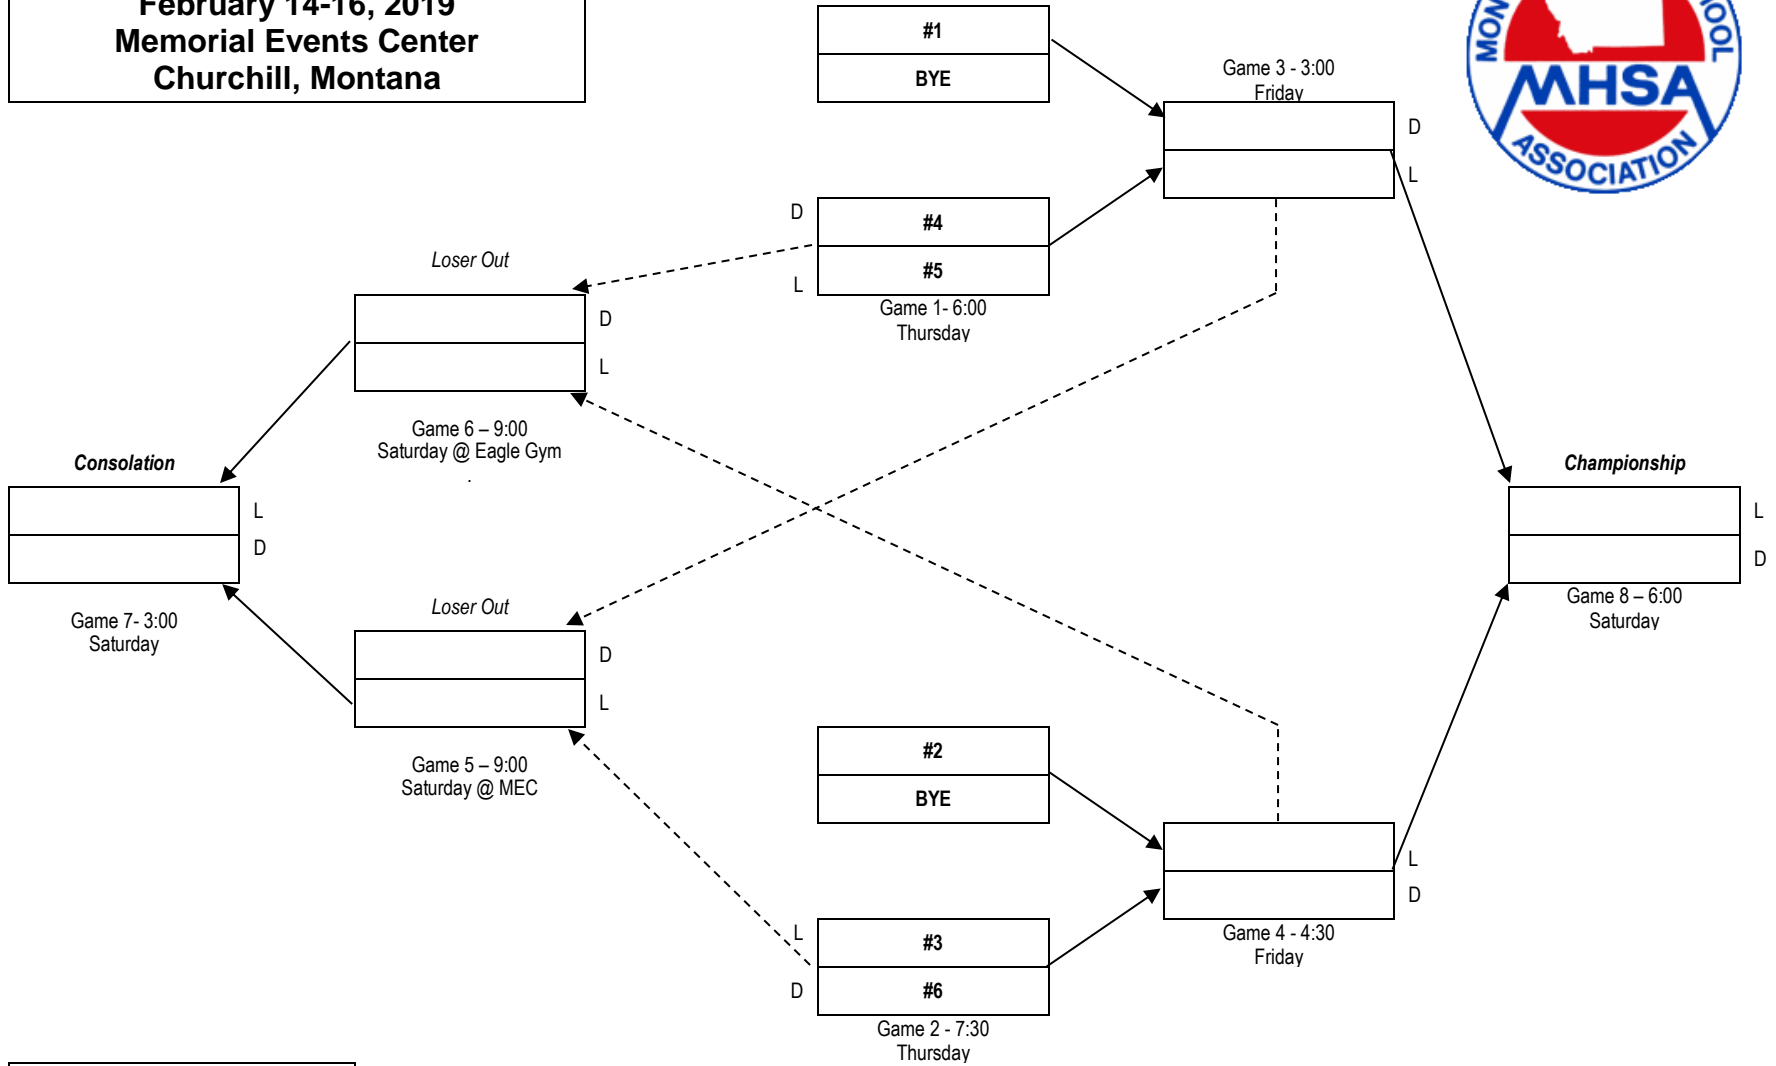 February 14-16, 2019
Memorial Events Center
Churchill, Montana
#1
BYE
Game 3 - 3:00
Friday
D
L
MHSA
ASSOCIATION
D
#4
#5
L
Game 1- 6:00
Thursday
Loser Out
D
L
Game 6 – 9:00
Saturday @ Eagle Gym
.
Consolation
L
D
Game 7- 3:00
Saturday
Championship
L
D
Game 8 – 6:00
Saturday
Loser Out
D
L
Game 5 – 9:00
Saturday @ MEC
#2
BYE
L
D
Game 4 - 4:30
Friday
L
#3
#6
D
Game 2 - 7:30
Thursday